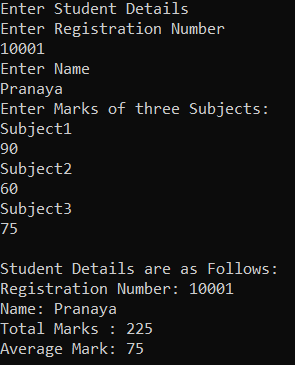 Enter Student Details
Enter Registration Number
10001
Enter Name
Pranaya
Enter Marks of three Subjects:
Subject1
90
Subject2
60
Subject3
75
Student Details are as Follows:
Registration Number: 10001
Name: Pranaya
Total Marks : 225
Average Mark: 75